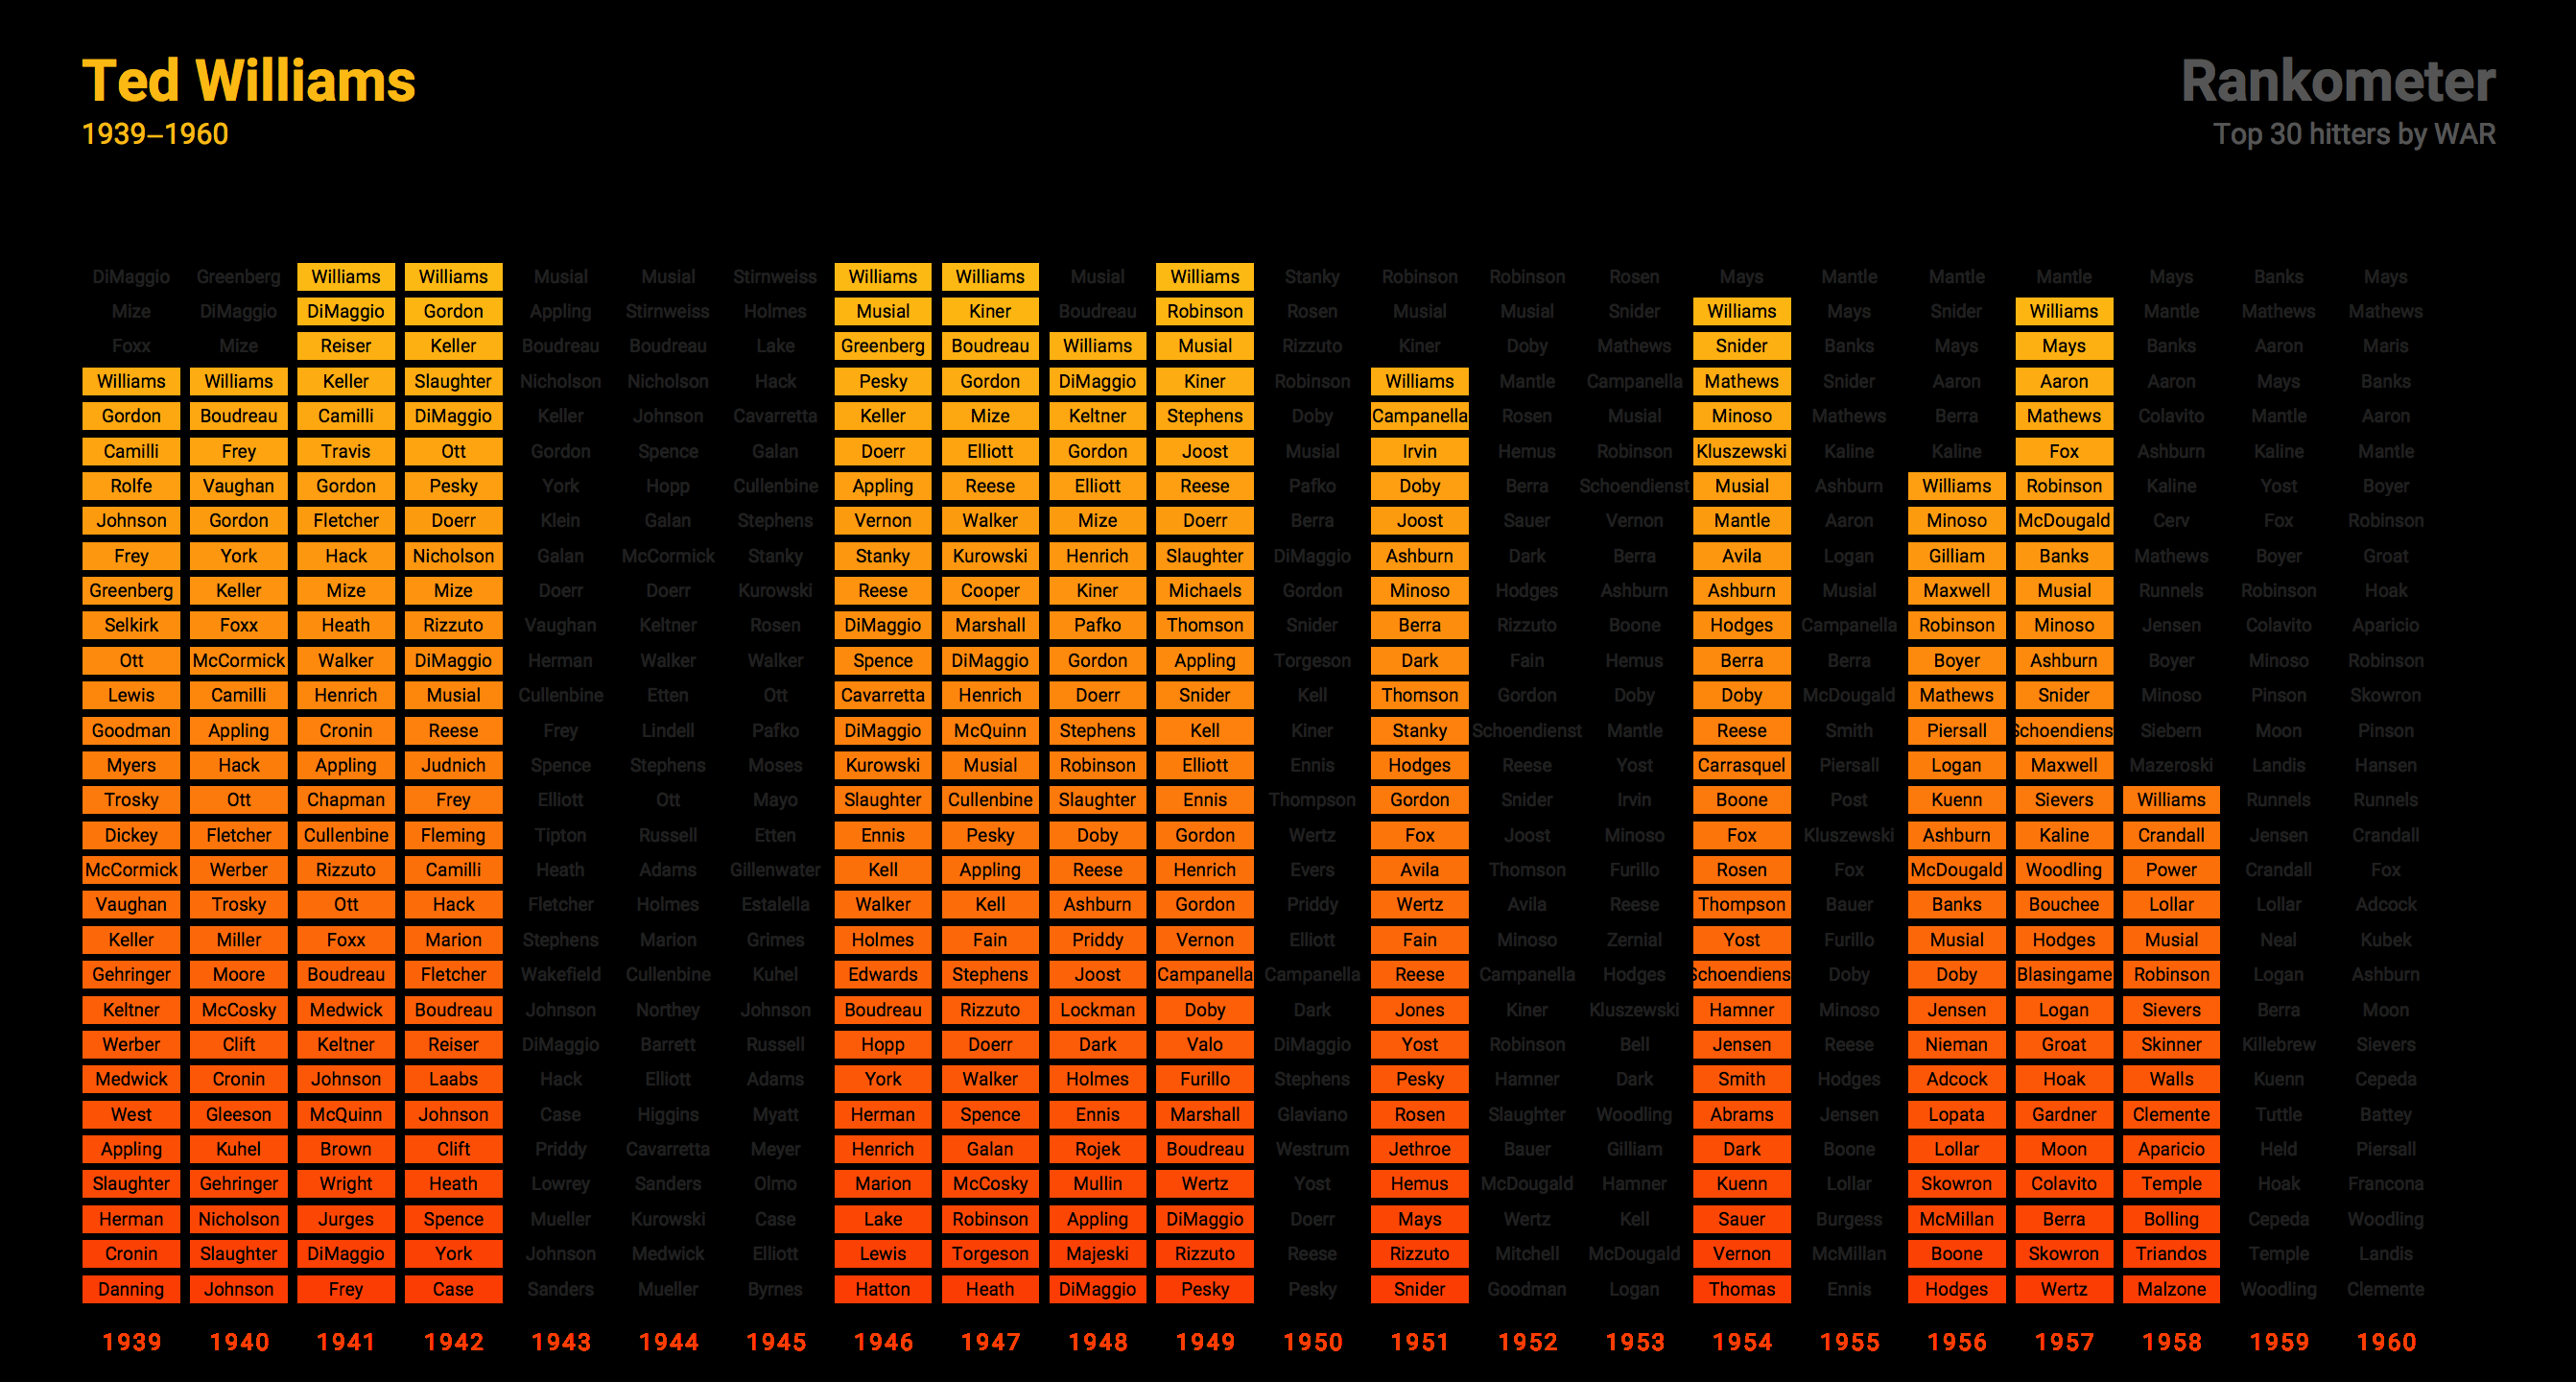 Ted Williams
1939–1960
Rankometer
Top 30 hitters by WAR
DiMaggio Greenberg Williams Williams Musial Musial Stirnweiss Williams Williams Musial Williams Stanky Robinson Robinson Rosen Mays Mantle Mantle Mantle Mays Banks Mays
Mize DiMaggio DiMaggio Gordon Appling Stirnweiss Holmes Musial Kiner Boudreau Robinson Rosen Musial Musial Snider Williams Mays Snider Williams Mantle Mathews Mathews
Foxx Mize Reiser Keller Boudreau Boudreau Lake Greenberg Boudreau Williams Musial Rizzuto Kiner Doby Mathews Snider Banks Mays Mays Banks Aaron Maris
Williams Williams Keller Slaughter Nicholson Nicholson Hack Pesky Gordon DiMaggio Kiner Robinson Williams Mantle Campanella Mathews Snider Aaron Aaron Aaron Mays Banks
Gordon Boudreau Camilli DiMaggio Keller Johnson Cavarretta Keller Mize Keltner Stephens Doby Campanella Rosen Musial Minoso Mathews Berra Mathews Colavito Mantle Aaron
Camilli Frey Travis Ott Gordon Spence Galan Doerr Elliott Gordon Joost Musial Irvin Hemus Robinson Kluszewski Kaline Kaline Fox Ashburn Kaline Mantle
Rolfe Vaughan Gordon Pesky York Hopp Cullenbine Appling Reese Elliott Reese Pafko Doby Berra Schoendienst Musial Ashburn Williams Robinson Kaline Yost Boyer
Johnson Gordon Fletcher Doerr Klein Galan Stephens Vernon Walker Mize Doerr Berra Joost Sauer Vernon Mantle Aaron Minoso McDougald Cerv Fox Robinson
Frey York Hack Nicholson Galan McCormick Stanky Stanky Kurowski Henrich Slaughter DiMaggio Ashburn Dark Berra Avila Logan Gilliam Banks Mathews Boyer Groat
Greenberg Keller Mize Mize Doerr Doerr Kurowski Reese Cooper Kiner Michaels Gordon Minoso Hodges Ashburn Ashburn Musial Maxwell Musial Runnels Robinson Hoak
Selkirk Foxx Heath Rizzuto Vaughan Keltner Rosen DiMaggio Marshall Pafko Thomson Snider Berra Rizzuto Boone Hodges Campanella Robinson Minoso Jensen Colavito Aparicio
Ott McCormick Walker DiMaggio Herman Walker Walker Spence DiMaggio Gordon Appling Torgeson Dark Fain Hemus Berra Berra Boyer Ashburn Boyer Minoso Robinson
Lewis Camilli Henrich Musial Cullenbine Etten Ott Cavarretta Henrich Doerr Snider Kell Thomson Gordon Doby Doby McDougald Mathews Snider Minoso Pinson Skowron
Goodman Appling Cronin Reese Frey Lindell Pafko DiMaggio McQuinn Stephens Kell Kiner Stanky Schoendienst Mantle Reese Smith Piersall Schoendiens Siebern Moon Pinson
Myers Hack Appling Judnich Spence Stephens Moses Kurowski Musial Robinson Elliott Ennis Hodges Reese Yost Carrasquel Piersall Logan Maxwell Mazeroski Landis Hansen
Trosky Ott Chapman Frey Elliott Ott Mayo Slaughter Cullenbine Slaughter Ennis Thompson Gordon Snider Irvin Boone Post Kuenn Sievers Williams Runnels Runnels
Dickey Fletcher Cullenbine Fleming Tipton Russell Etten Ennis Pesky Doby Gordon Wertz Fox Joost Minoso Fox Kluszewski Ashburn Kaline Crandall Jensen Crandall
McCormick Werber Rizzuto Camilli Heath Adams Gillenwater Kell Appling Reese Henrich Evers Avila Thomson Furillo Rosen Fox McDougald Woodling Power Crandall Fox
Vaughan Trosky Ott Hack Fletcher Holmes Estalella Walker Kell Ashburn Gordon Priddy Wertz Avila Reese Thompson Bauer Banks Bouchee Lollar Lollar Adcock
Keller Miller Foxx Marion Stephens Marion Grimes Holmes Fain Priddy Vernon Elliott Fain Minoso Zernial Yost Furillo Musial Hodges Musial Neal Kubek
Gehringer Moore Boudreau Fletcher Wakefield Cullenbine Kuhel Edwards Stephens Joost Campanella Campanella Reese Campanella Hodges Schoendiens Doby Doby Blasingame Robinson Logan Ashburn
Keltner McCosky Medwick Boudreau Johnson Northey Johnson Boudreau Rizzuto Lockman Doby Dark Jones Kiner Kluszewski Hamner Minoso Jensen Logan Sievers Berra Moon
Werber Clift Keltner Reiser DiMaggio Barrett Russell Hopp Doerr Dark Valo DiMaggio Yost Robinson Bell Jensen Reese Nieman Groat Skinner Killebrew Sievers
Medwick Cronin Johnson Laabs Hack Elliott Adams York Walker Holmes Furillo Stephens Pesky Hamner Dark Smith Hodges Adcock Hoak Walls Kuenn Cepeda
West Gleeson McQuinn Johnson Case Higgins Myatt Herman Spence Ennis Marshall Glaviano Rosen Slaughter Woodling Abrams Jensen Lopata Gardner Clemente Tuttle Battey
Appling Kuhel Brown Clift Priddy Cavarretta Meyer Henrich Galan Rojek Boudreau Westrum Jethroe Bauer Gilliam Dark Boone Lollar Moon Aparicio Held Piersall
Slaughter Gehringer Wright Heath Lowrey Sanders Olmo Marion McCosky Mullin Wertz Yost Hemus McDougald Hamner Kuenn Lollar Skowron Colavito Temple Hoak Francona
Herman Nicholson Jurges Spence Mueller Kurowski Case Lake Robinson Appling DiMaggio Doerr Mays Wertz Kell Sauer Burgess McMillan Berra Bolling Cepeda Woodling
Cronin Slaughter DiMaggio York Johnson Medwick Elliott Lewis Torgeson Majeski Rizzuto Reese Rizzuto Mitchell McDougald Vernon McMillan Boone Skowron Triandos Temple Landis
Danning Johnson Frey Case Sanders Mueller Byrnes Hatton Heath DiMaggio Pesky Pesky Snider Goodman Logan Thomas Ennis Hodges Wertz Malzone Woodling Clemente
1939 1940 1941 1942 1943 1944 1945 1946 1947 1948 1949 1950 1951 1952 1953 1954 1955 1956 1957 1958 1959 1960